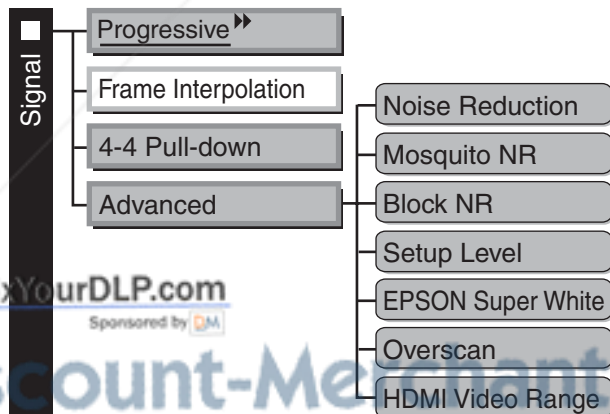 Signal
Progressive
Frame Interpolation
4-4 Pull-down
Advanced
Noise Reduction
Mosquito NR
Block NR
Setup Level
EPSON Super White
Overscan
HDMI Video Range
xYourDLP.com
Sponsored by DM
scount-Merchant